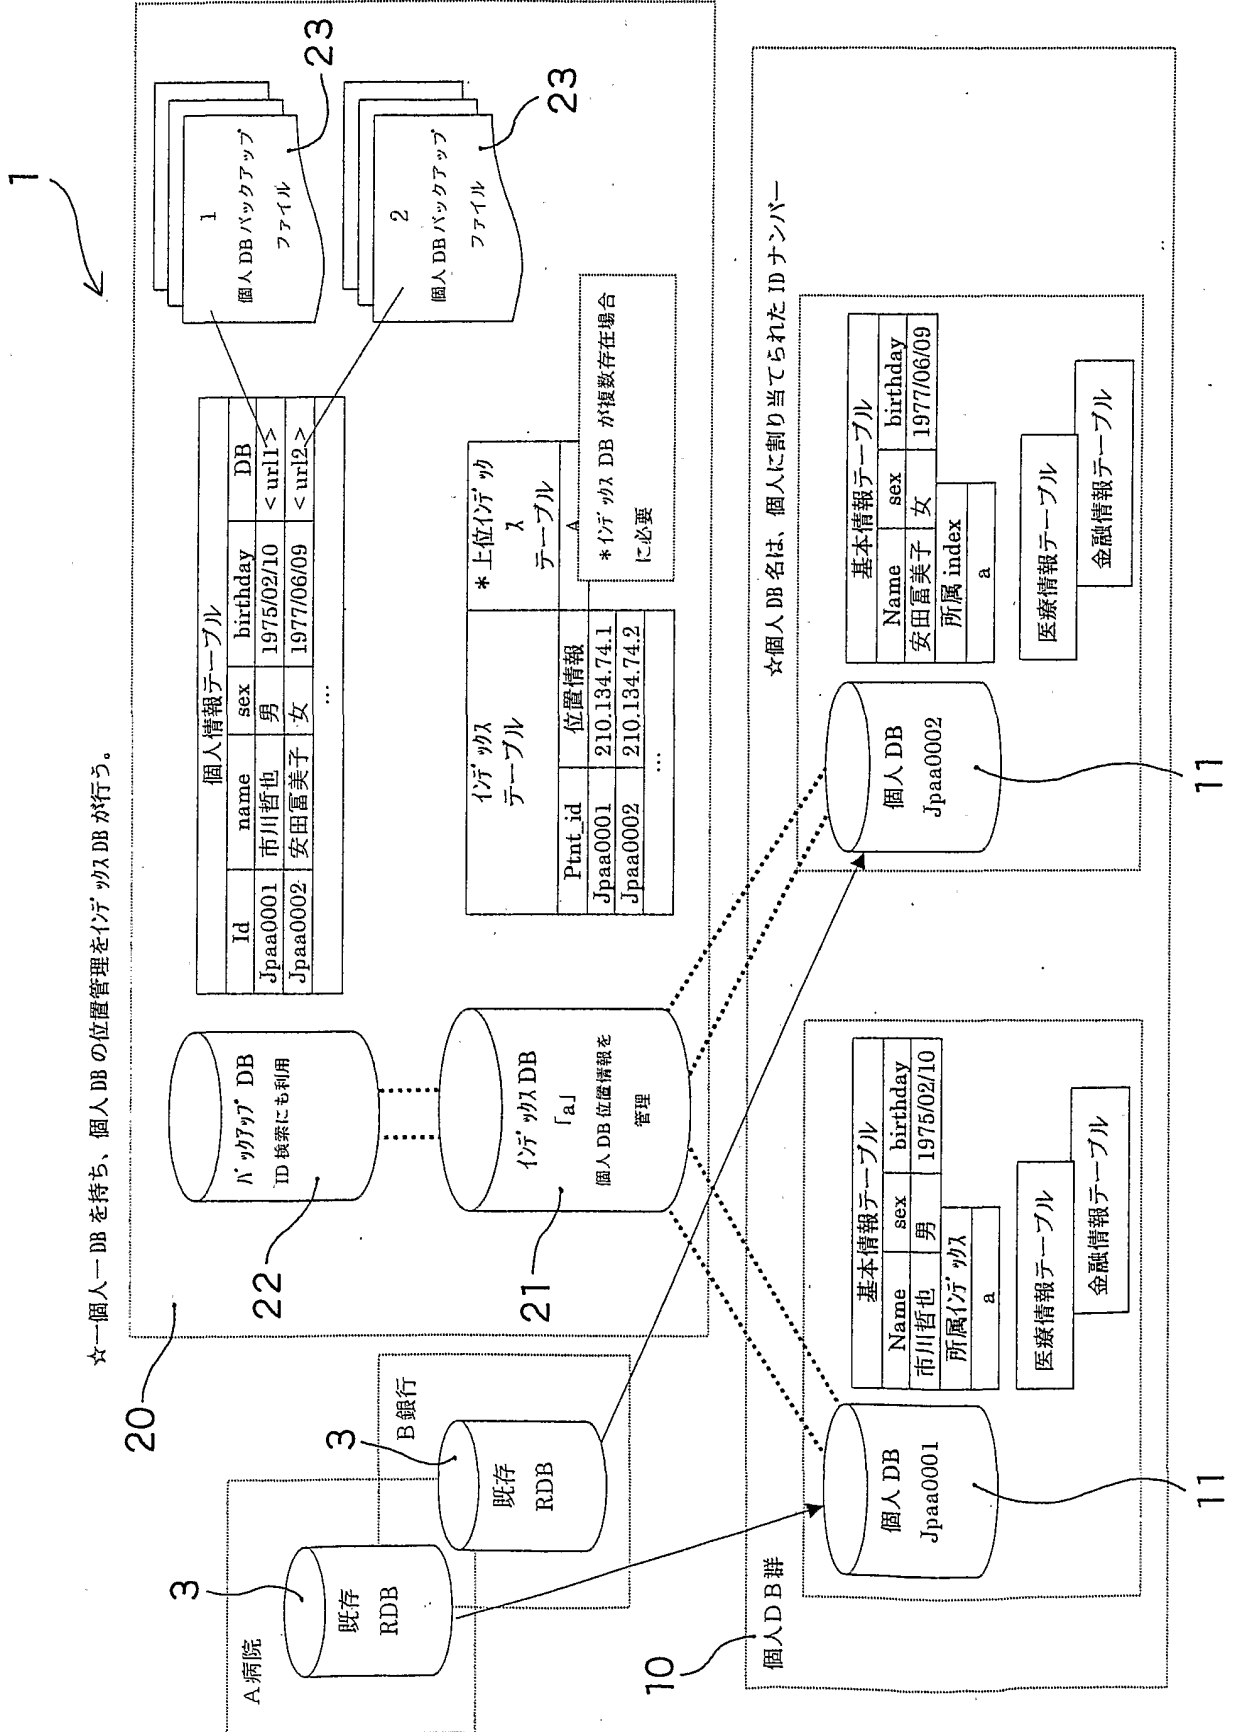 1
☆一個人一DBを持ち、個人DBの位置管理をインデックスDBが行う。
20
22
バックアップDB
ID検索にも利用
個人情報テーブル
Id name sex birthday DB
Jpaa0001 市川哲也 男 1975/02/10 <url1>
Jpaa0002 安田冨美子 女 1977/06/09 <url2>
…
1
個人DBバックアップ
ファイル
23
2
個人DBバックアップ
ファイル
23
21
インデックスDB
「a」
個人DB位置情報を
管理
インデックス
テーブル
*上位インデック
ス
テーブル
Ptnt_id 位置情報
A
Jpaa0001 210.134.74.1
Jpaa0002 210.134.74.2
…
*インデックスDBが複数存在場合
に必要
A病院
3
既存
RDB
B銀行
3
既存
RDB
10
個人DB群
☆個人DB名は、個人に割り当てられたIDナンバー
個人DB
Jpaa0001
11
基本情報テーブル
Name sex birthday
市川哲也 男 1975/02/10
所属インデックス
a
医療情報テーブル
金融情報テーブル
個人DB
Jpaa0002
11
基本情報テーブル
Name sex birthday
安田冨美子 女 1977/06/09
所属index
a
医療情報テーブル
金融情報テーブル